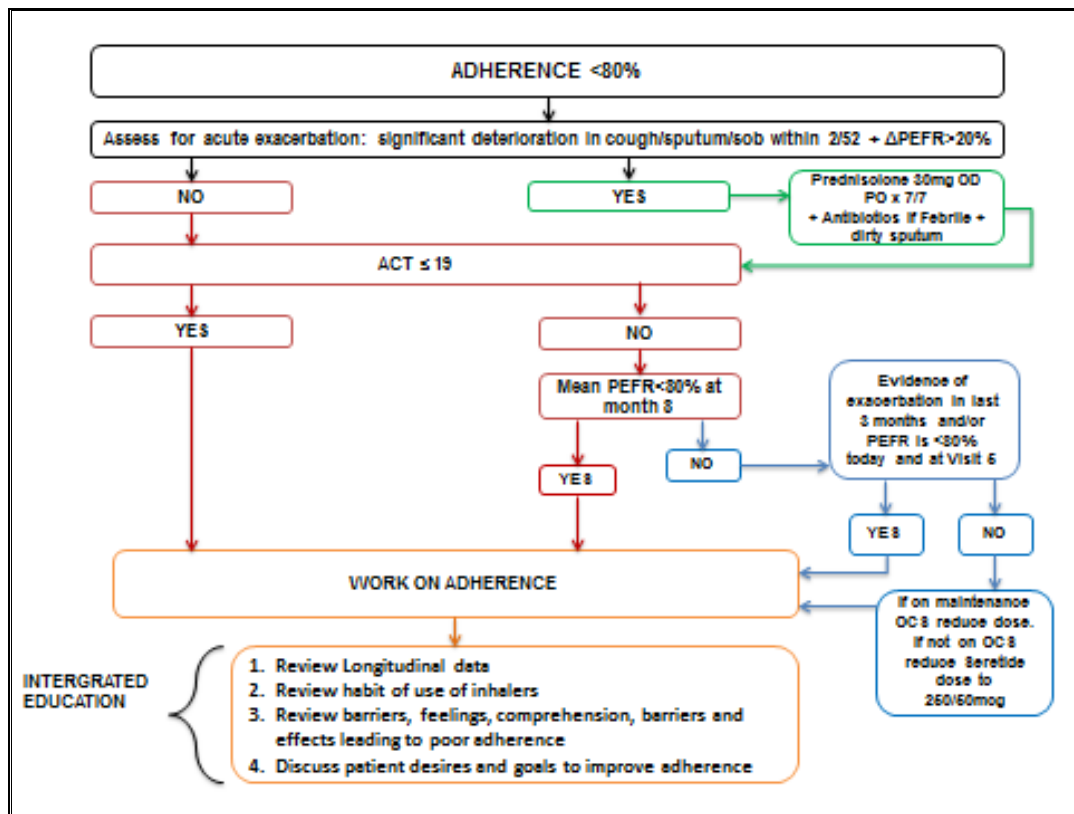 ADHERENCE <80%
Assess for acute exacerbation: significant deterioration in cough/sputum/sob within 2/52 + ΔPEFR>20%
NO
YES
Prednisolone 30mg OD
PO x 7/7
+ Antibiotics if Febrile +
dirty sputum
ACT ≤ 19
YES
NO
Mean PEFR<80% at
month 3
YES
NO
Evidence of
exacerbation in last
3 months and/or
PEFR is <80%
today and at Visit
YES
NO
If on maintenance
OCS reduce dose.
If not on OCS
reduce Seretide
dose to
250/50mcg
WORK ON ADHERENCE
INTERGRATED
EDUCATION
1. Review Longitudinal data
2. Review habit of use of inhalers
3. Review barriers, feelings, comprehension, barriers and
effects leading to poor adherence
4. Discuss patient desires and goals to improve adherence